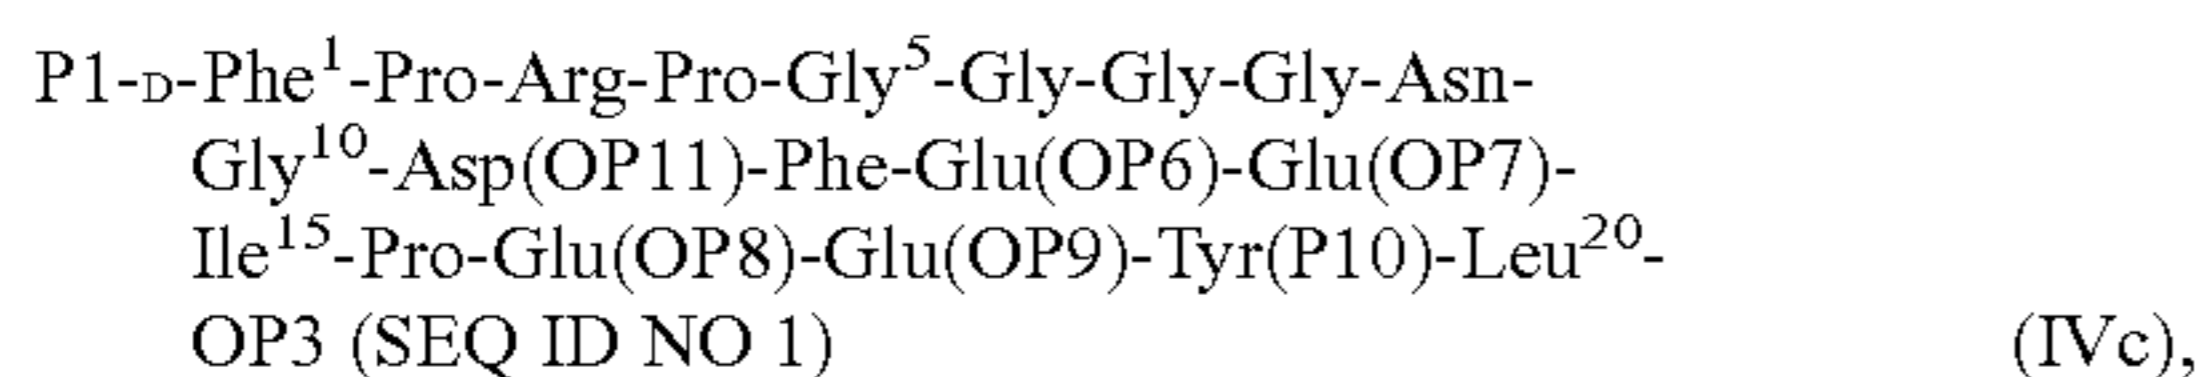 P1-D-Phe¹-Pro-Arg-Pro-Gly⁵-Gly-Gly-Gly-Asn-
Gly¹⁰-Asp(OP11)-Phe-Glu(OP6)-Glu(OP7)-
Ile¹⁵-Pro-Glu(OP8)-Glu(OP9)-Tyr(P10)-Leu²⁰-
OP3 (SEQ ID NO 1) (IVc),